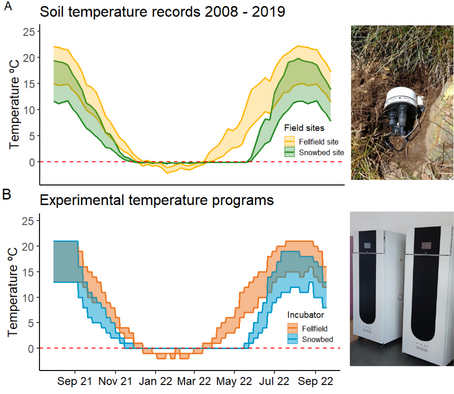 A
Soil temperature records 2008 - 2019
Temperature ºC
25
20
15
10
5
0
Field sites
Fellfield site
Snowbed site
B
Experimental temperature programs
Temperature ºC
25
20
15
10
5
0
Incubator
Fellfield
Snowbed
Sep 21 Nov 21 Jan 22 Mar 22 May 22 Jul 22 Sep 22